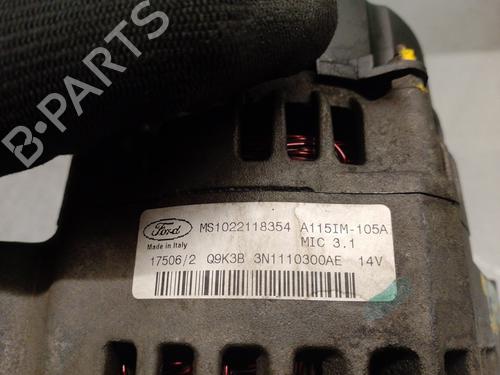 B-PARTS
Ford
Made in Italy
MS1022118354 A115IM-105A
MIC 3.1
17506/2 Q9K3B 3N1110300AE 14V